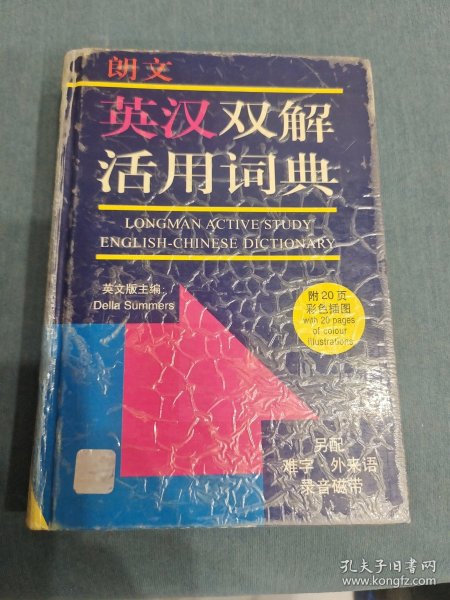 朗文
英汉双解
活用词典
LONGMAN ACTIVE STUDY
ENGLISH-CHINESE DICTIONARY
英文版主编:
Della Summers
附20页
彩色插图
with 20 pages
of colour
illustrations
另配
难字、外来语
录音磁带
孔夫子旧书网
www.kongfz.com